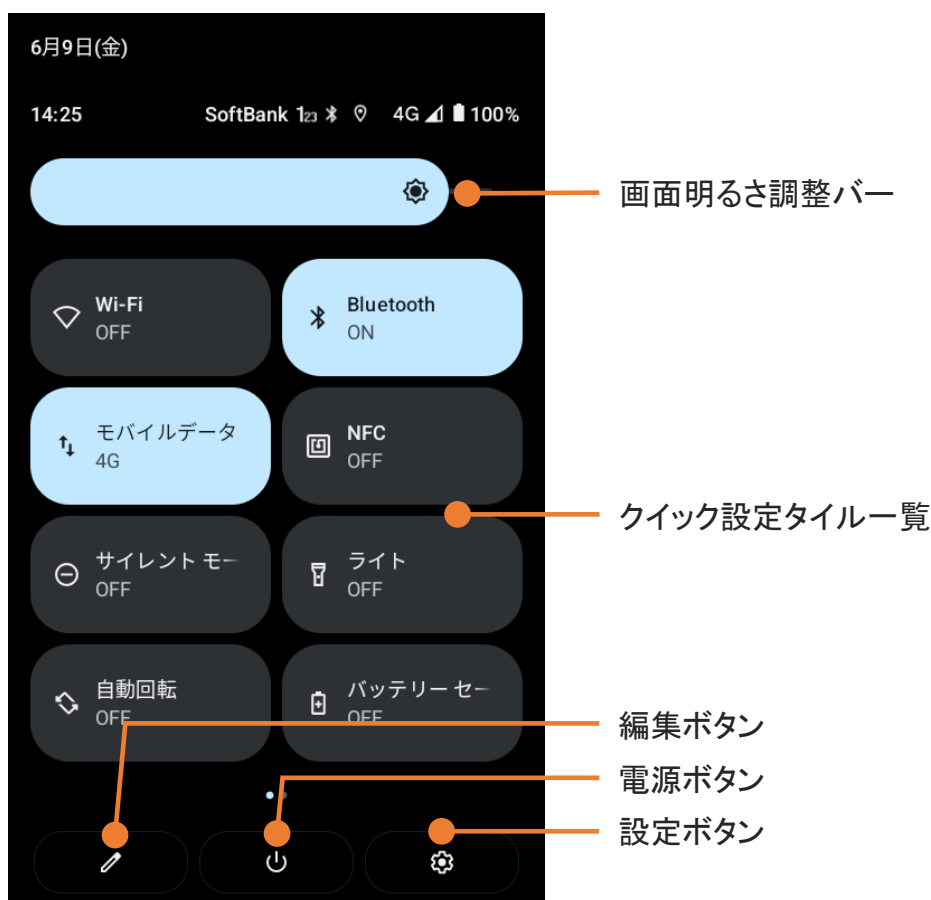 6月9日(金)
14:25 SoftBank 123 4G 100%
画面明るさ調整バー
Wi-Fi
OFF
Bluetooth
ON
モバイルデータ
4G
NFC
OFF
クイック設定タイル一覧
サイレント モー
OFF
ライト
OFF
自動回転
OFF
バッテリー セー
OFF
編集ボタン
電源ボタン
設定ボタン